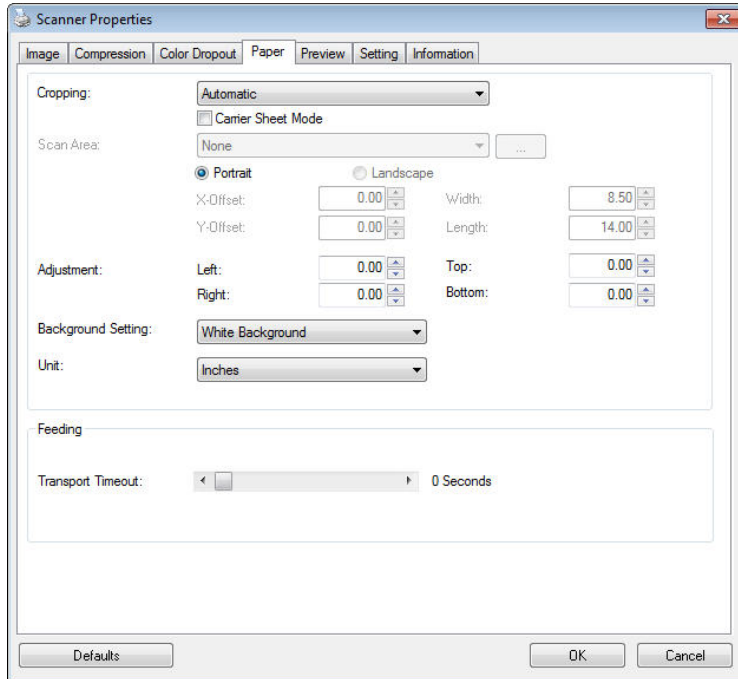 Scanner Properties
Image Compression Color Dropout Paper Preview Setting Information
Cropping: Automatic
Carrier Sheet Mode
Scan Area: None ...
Portrait Landscape
X-Offset: 0.00 Width: 8.50
Y-Offset: 0.00 Length: 14.00
Adjustment: Left: 0.00 Top: 0.00
Right: 0.00 Bottom: 0.00
Background Setting: White Background
Unit: Inches
Feeding
Transport Timeout: 0 Seconds
Defaults OK Cancel